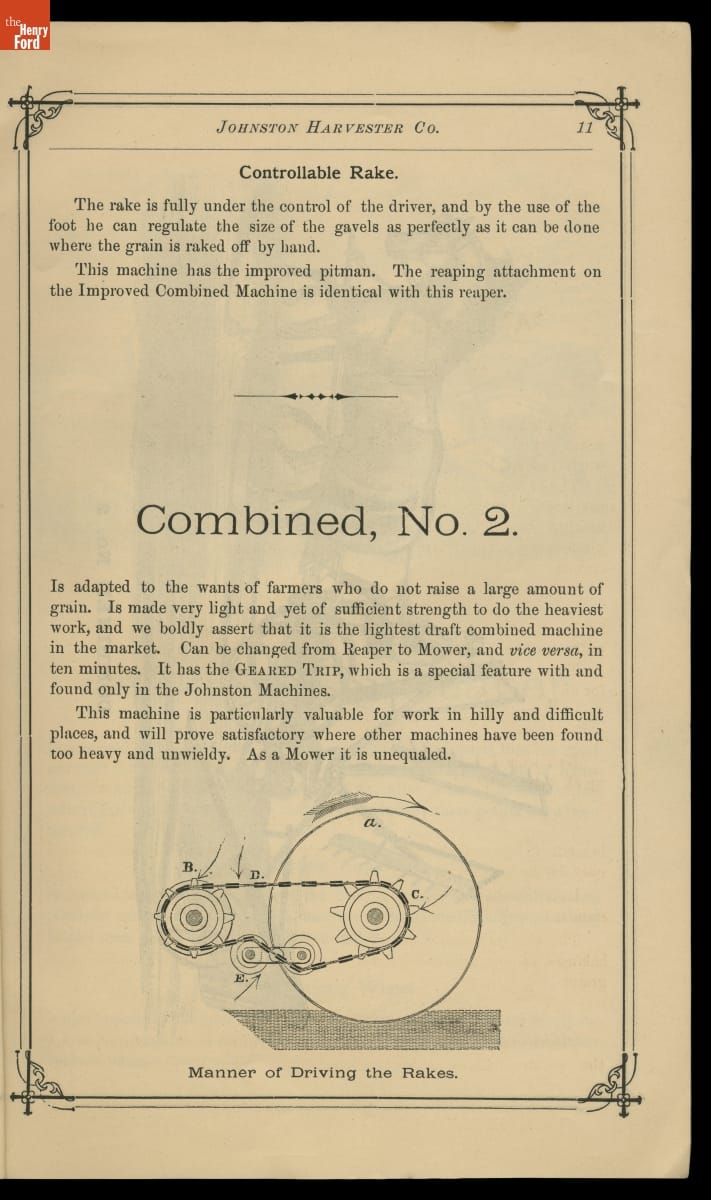 the
Henry
Ford
JOHNSTON HARVESTER CO. 11
Controllable Rake.
The rake is fully under the control of the driver, and by the use of the
foot he can regulate the size of the gavels as perfectly as it can be done
where the grain is raked off by hand.
This machine has the improved pitman. The reaping attachment on
the Improved Combined Machine is identical with this reaper.
Combined, No. 2.
Is adapted to the wants of farmers who do not raise a large amount of
grain. Is made very light and yet of sufficient strength to do the heaviest
work, and we boldly assert that it is the lightest draft combined machine
in the market. Can be changed from Reaper to Mower, and vice versa, in
ten minutes. It has the GEARED TRIP, which is a special feature with and
found only in the Johnston Machines.
This machine is particularly valuable for work in hilly and difficult
places, and will prove satisfactory where other machines have been found
too heavy and unwieldy. As a Mower it is unequaled.
a.
B.
D.
C.
E.
Manner of Driving the Rakes.